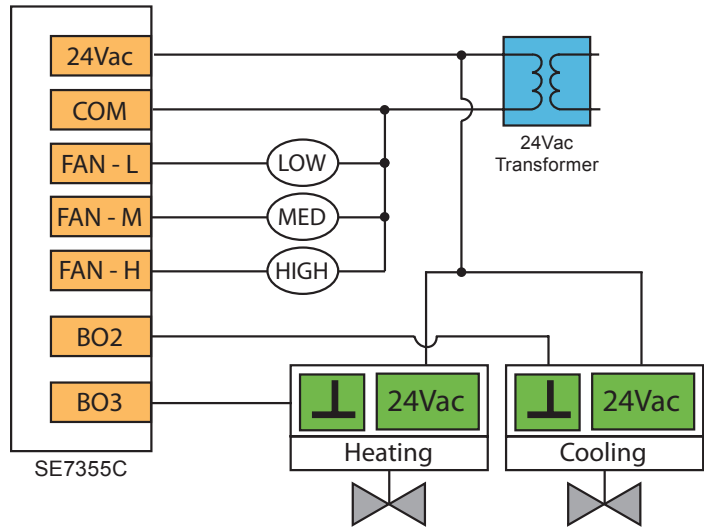 24Vac
COM
FAN - L
FAN - M
FAN - H
BO2
BO3
SE7355C
LOW
MED
HIGH
24Vac
Transformer
24Vac
Heating
24Vac
Cooling